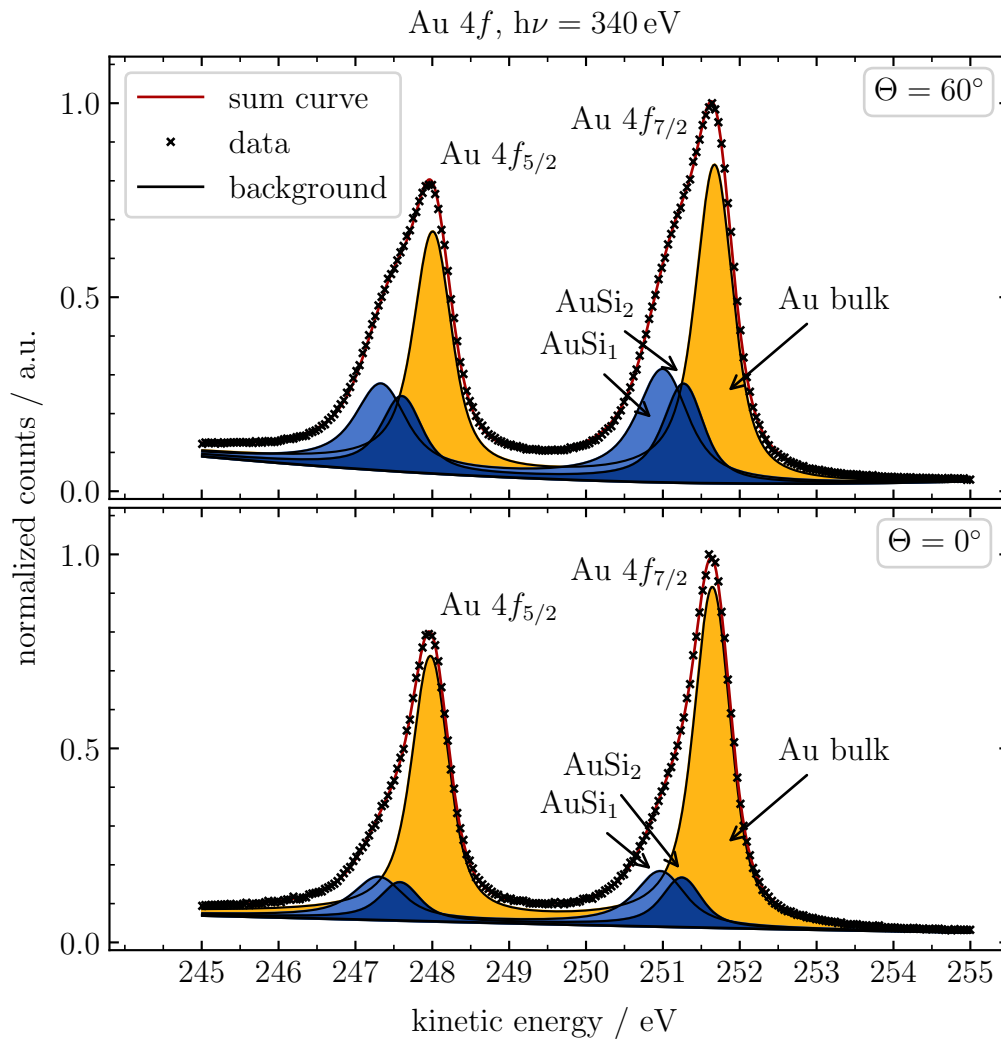 Au 4f, hν = 340 eV
sum curve
data
background
Θ = 60°
Au 4f5/2
Au 4f7/2
AuSi2
AuSi1
Au bulk
1.0
0.5
0.0
normalized counts / a.u.
Θ = 0°
Au 4f5/2
Au 4f7/2
AuSi2
AuSi1
Au bulk
1.0
0.5
0.0
245 246 247 248 249 250 251 252 253 254 255
kinetic energy / eV